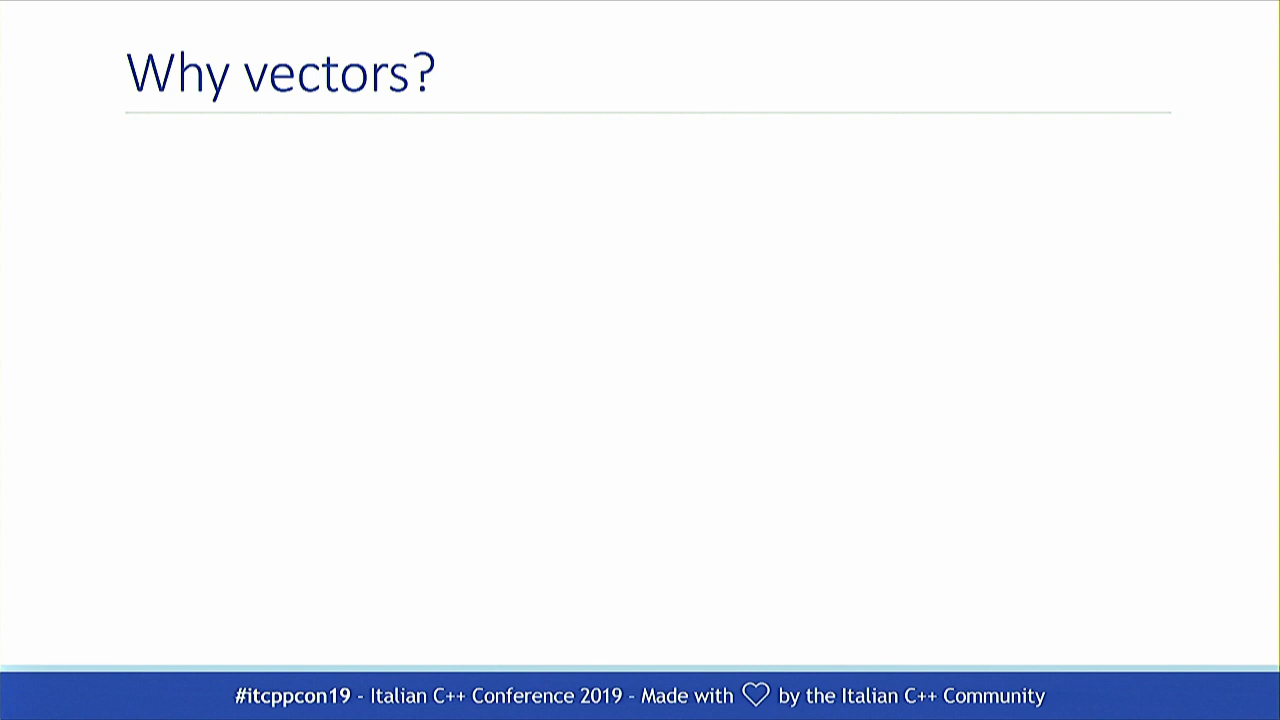 Why vectors?
#itcppcon19 - Italian C++ Conference 2019 - Made with ♡ by the Italian C++ Community